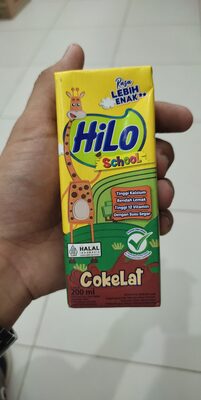 Rasa
LEBIH
ENAK
HiLo
School
Tinggi Kalsium
Rendah Lemak
Tinggi 12 Vitamin
Dengan Susu Segar
HALAL
INDONESIA
Cokelat
200 ml